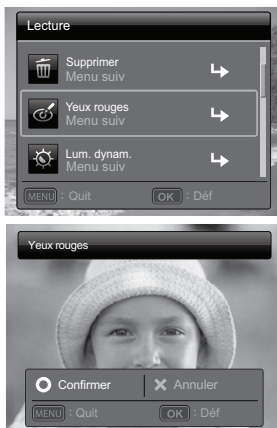 Lecture
Supprimer
Menu suiv
Yeux rouges
Menu suiv
Lum. dynam.
Menu suiv
MENU : Quit OK : Déf
Yeux rouges
Confirmer Annuler
MENU : Quit OK : Déf